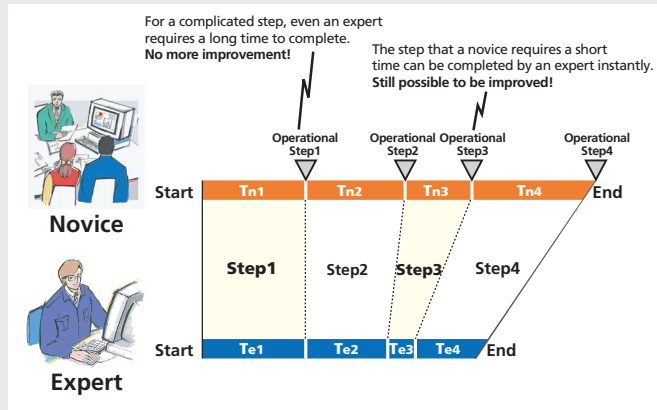 For a complicated step, even an expert
requires a long time to complete.
No more improvement!
The step that a novice requires a short
time can be completed by an expert instantly.
Still possible to be improved!
Operational
Step1
Operational
Step2
Operational
Step3
Operational
Step4
Start
Tn1
Tn2
Tn3
Tn4
End
Novice
Step1
Step2
Step3
Step4
Start
Te1
Te2
Te3
Te4
End
Expert